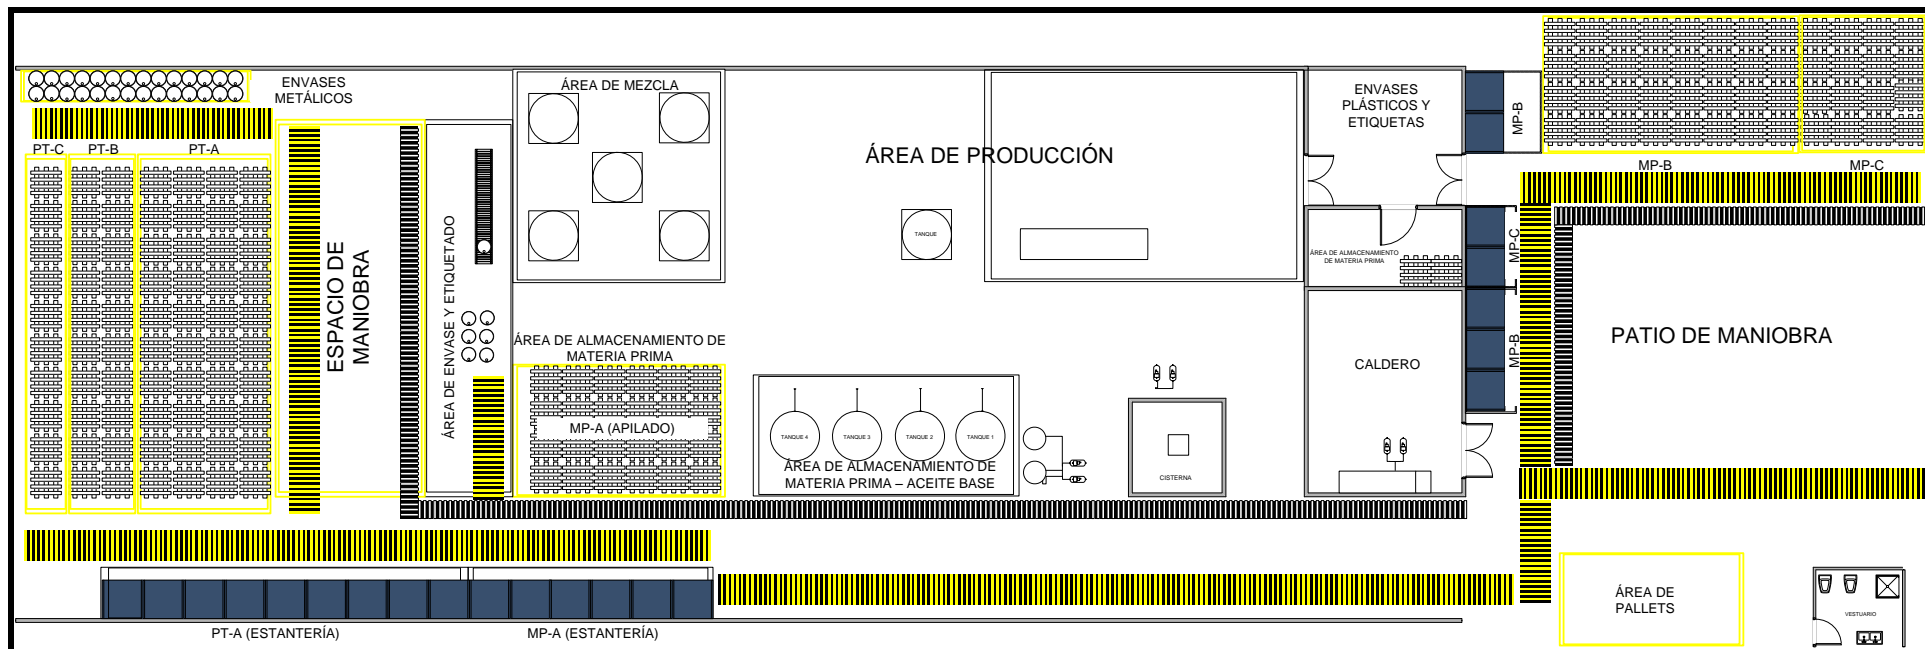 ENVASES
METÁLICOS
PT-C
PT-B
PT-A
ESPACIO DE
MANIOBRA
ÁREA DE ENVASE Y ETIQUETADO
ÁREA DE MEZCLA
ÁREA DE PRODUCCIÓN
TANQUE
ENVASES
PLÁSTICOS Y
ETIQUETAS
MP-B
MP-B
MP-C
ÁREA DE ALMACENAMIENTO
DE MATERIA PRIMA
MP-C
MP-B
PATIO DE MANIOBRA
CALDERO
ÁREA DE ALMACENAMIENTO DE
MATERIA PRIMA
MP-A (APILADO)
TANQUE 4
TANQUE 3
TANQUE 2
TANQUE 1
ÁREA DE ALMACENAMIENTO DE
MATERIA PRIMA – ACEITE BASE
CISTERNA
PT-A (ESTANTERÍA)
MP-A (ESTANTERÍA)
ÁREA DE
PALLETS
VESTUARIO